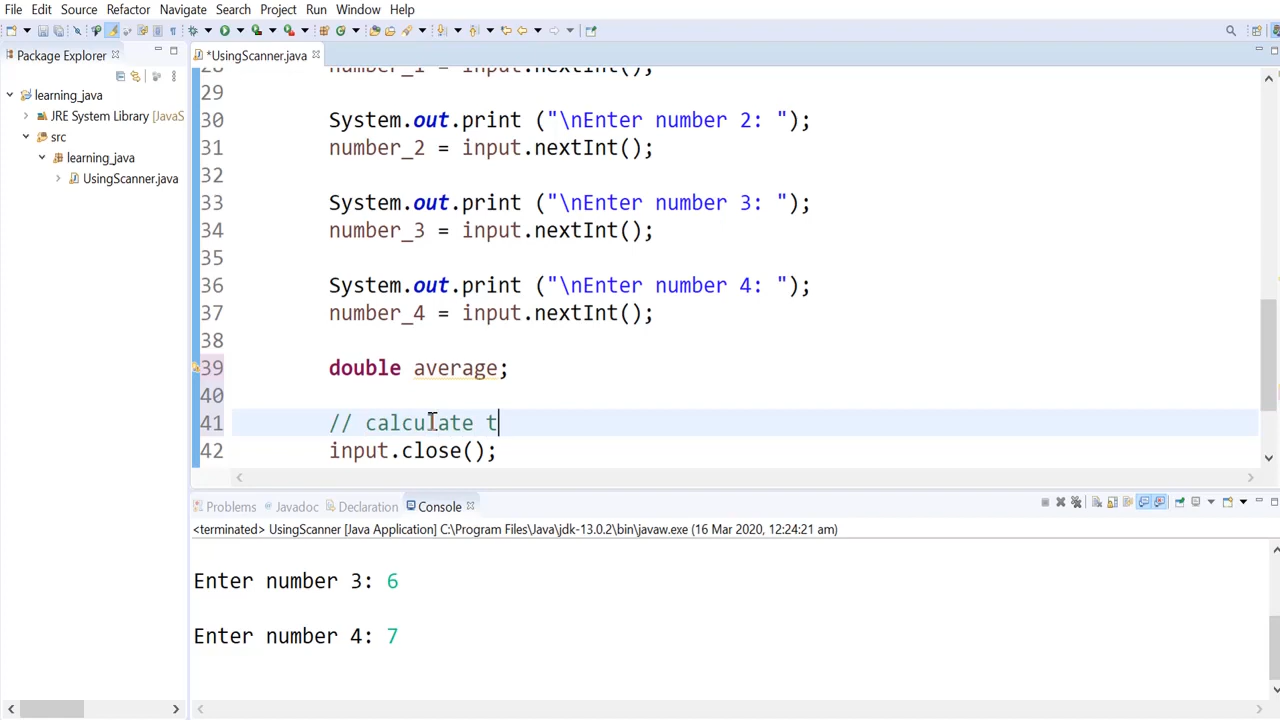 File Edit Source Refactor Navigate Search Project Run Window Help
Package Explorer
*UsingScanner.java
learning_java
JRE System Library [JavaS
src
learning_java
UsingScanner.java
number_1 = input.nextInt();
29
30 System.out.print ("\nEnter number 2: ");
31 number_2 = input.nextInt();
32
33 System.out.print ("\nEnter number 3: ");
34 number_3 = input.nextInt();
35
36 System.out.print ("\nEnter number 4: ");
37 number_4 = input.nextInt();
38
39 double average;
40
41 // calculate t
42 input.close();
Problems Javadoc Declaration Console
<terminated> UsingScanner [Java Application] C:\Program Files\Java\jdk-13.0.2\bin\javaw.exe (16 Mar 2020, 12:24:21 am)
Enter number 3: 6
Enter number 4: 7